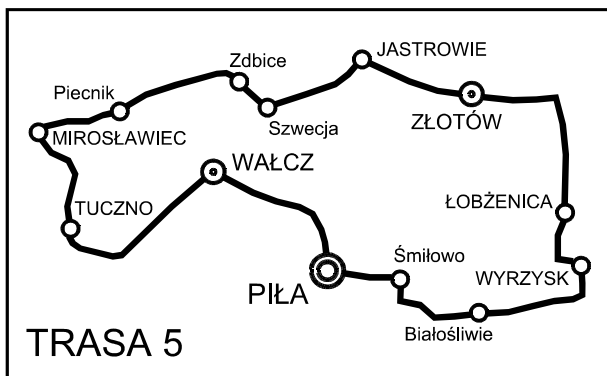 JASTROWIE
Zdbice
Piecnik
ZŁOTÓW
Szwecja
MIROSŁAWIEC
WAŁCZ
TUCZNO
ŁOBŻENICA
Śmiłowo
WYRZYSK
PIŁA
Białośliwie
TRASA 5